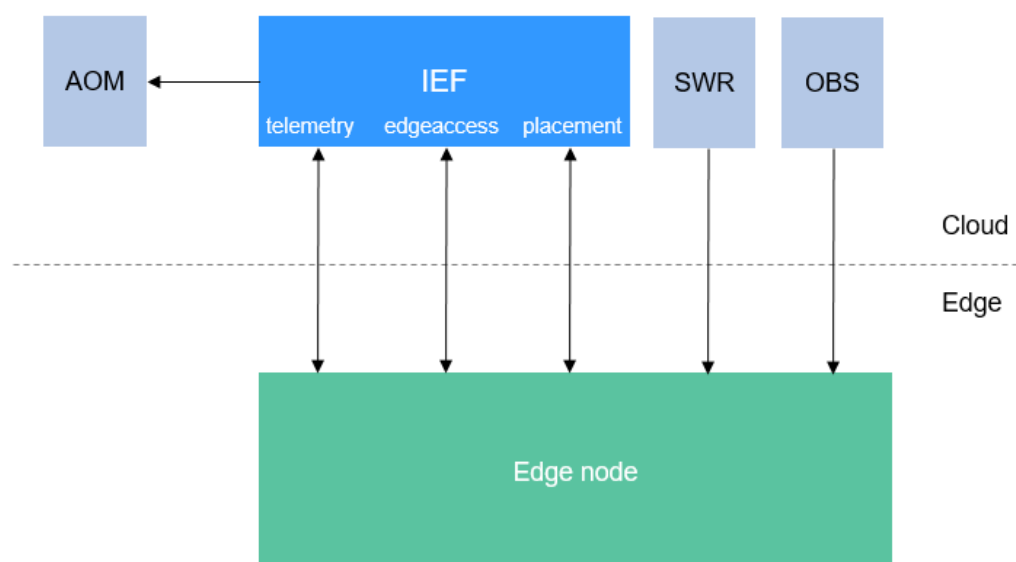 AOM
IEF
SWR
OBS
telemetry edgeaccess placement
Cloud
Edge
Edge node